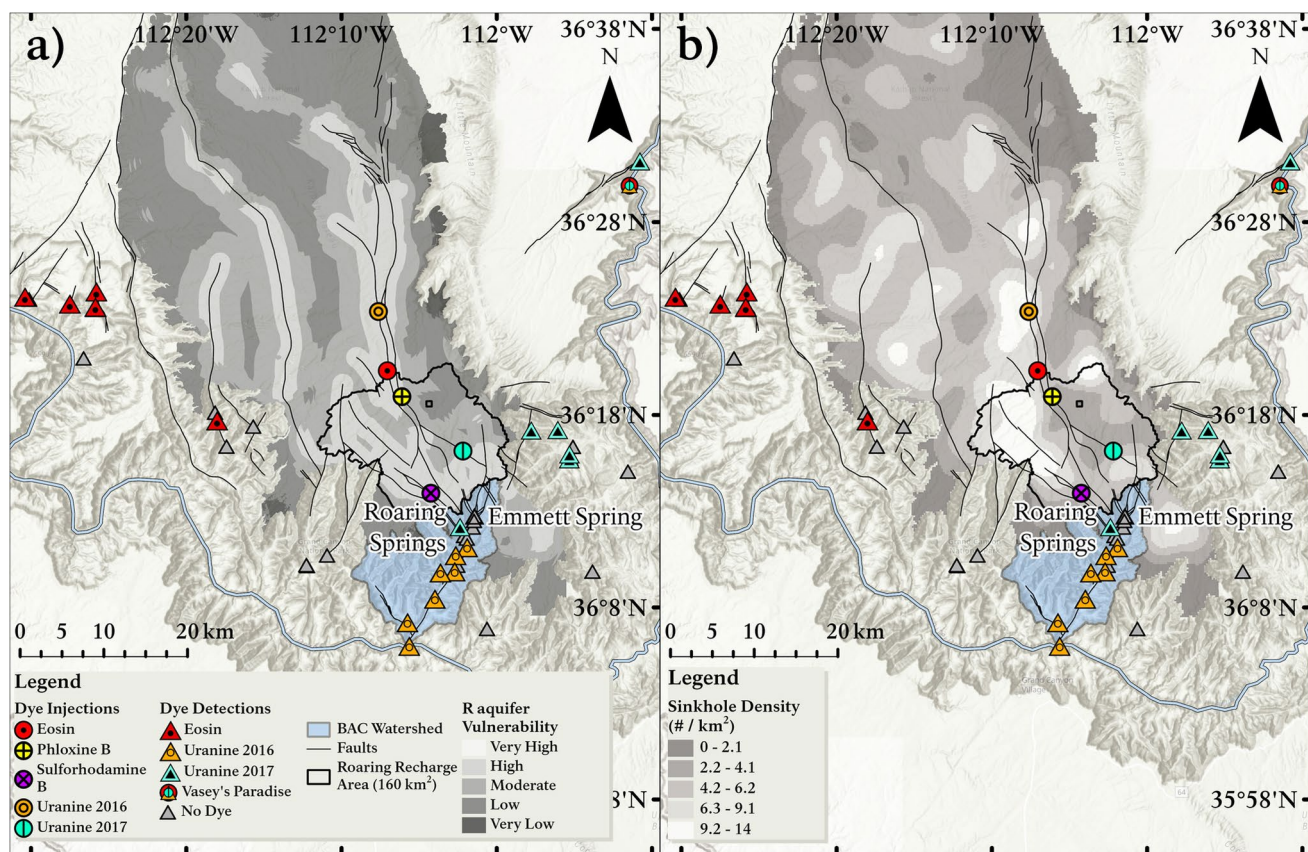 a)
112°20'W
112°10'W
112°W
36°38'N
N
36°28'N
36°18'N
Roaring
Springs
Emmett Spring
36°8'N
0 5 10 20 km
Legend
Dye Injections
Eosin
Phloxine B
Sulforhodamine
B
Uranine 2016
Uranine 2017
Dye Detections
Eosin
Uranine 2016
Uranine 2017
Vasey's Paradise
No Dye
BAC Watershed
Faults
Roaring Recharge
Area (160 km²)
R aquifer
Vulnerability
Very High
High
Moderate
Low
Very Low
8'N
b)
112°20'W
112°10'W
112°W
36°38'N
N
36°28'N
36°18'N
Roaring
Springs
Emmett Spring
36°8'N
0 5 10 20 km
Grand Canyon
Village
64
35°58'N
Legend
Sinkhole Density
(# / km²)
0 - 2.1
2.2 - 4.1
4.2 - 6.2
6.3 - 9.1
9.2 - 14